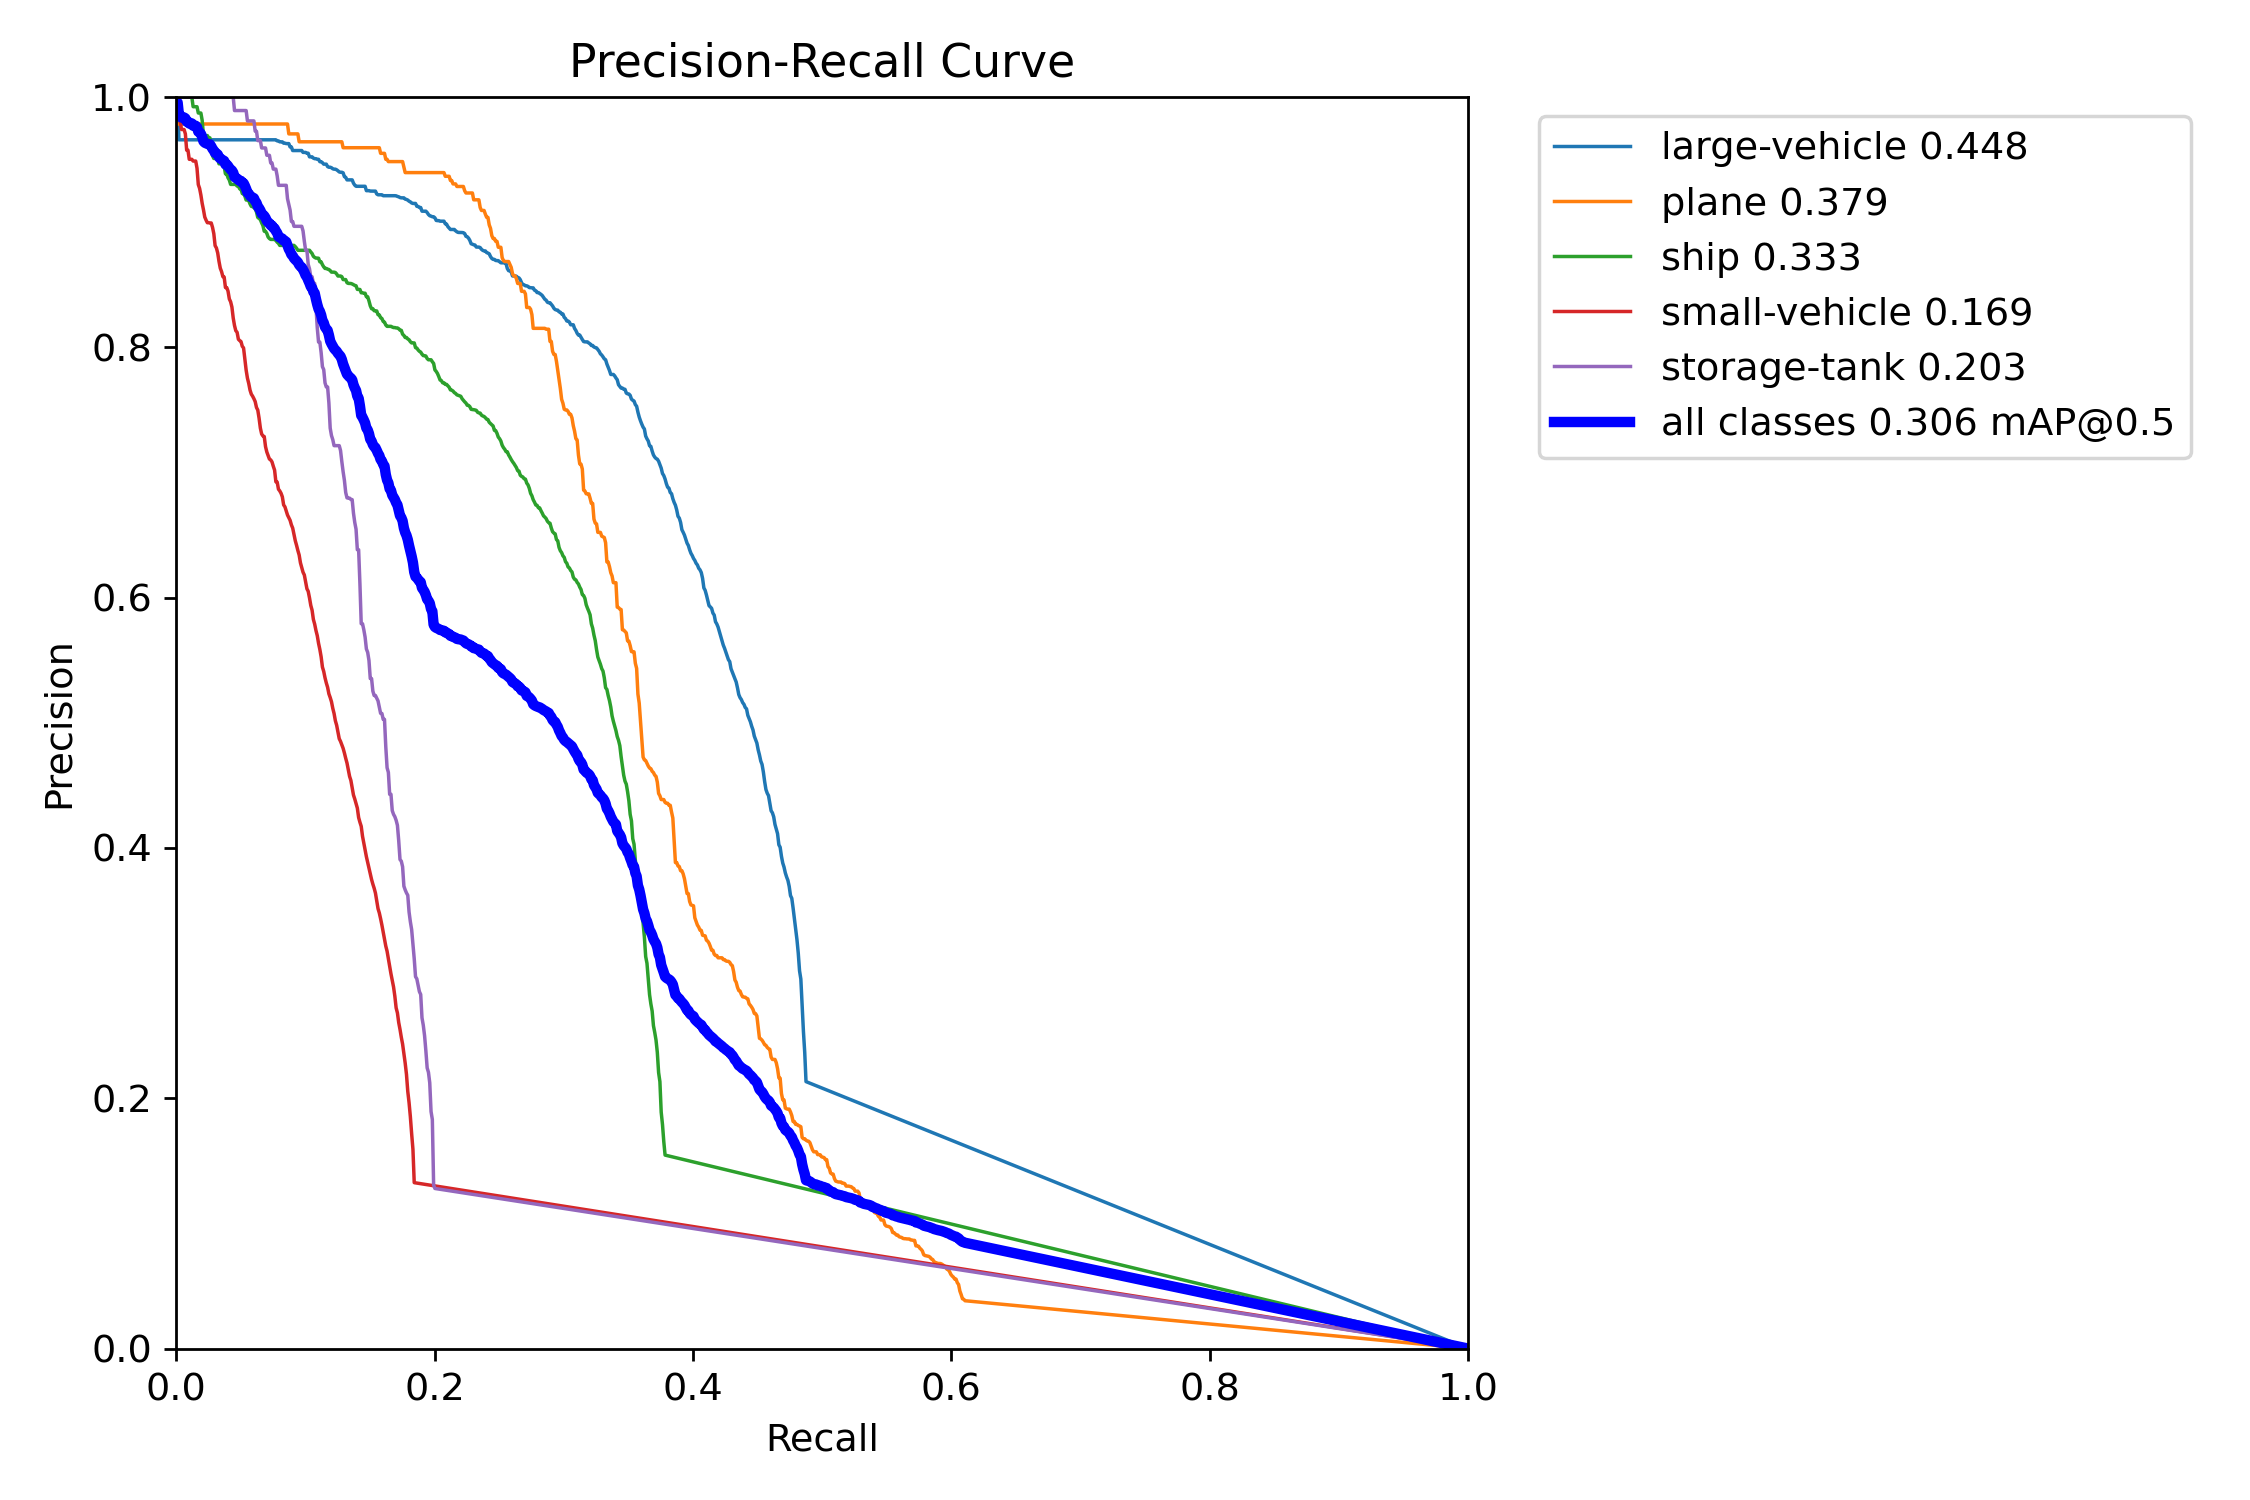 Precision-Recall Curve
1.0
0.8
0.6
0.4
0.2
0.0
Precision
0.0 0.2 0.4 0.6 0.8 1.0
Recall
large-vehicle 0.448
plane 0.379
ship 0.333
small-vehicle 0.169
storage-tank 0.203
all classes 0.306 mAP@0.5